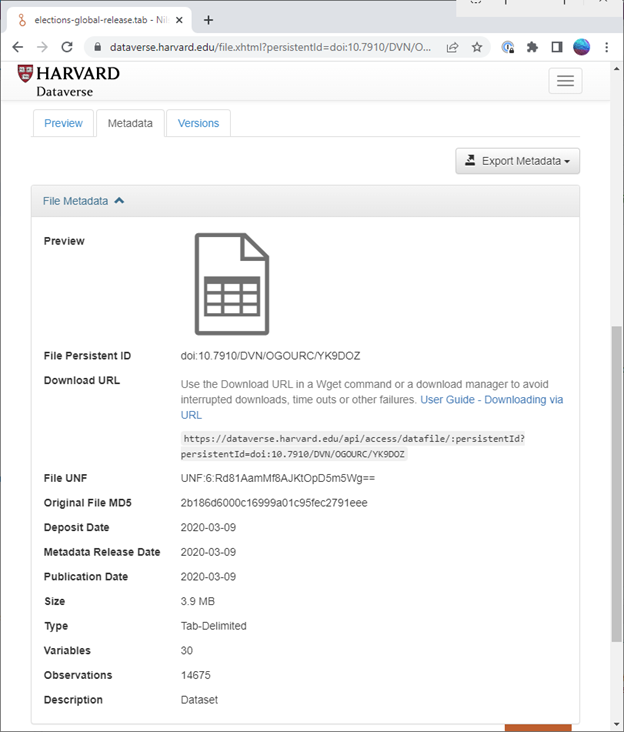 elections-global-release.tab - Nil
dataverse.harvard.edu/file.xhtml?persistentId=doi:10.7910/DVN/O...
HARVARD
Dataverse
Preview Metadata Versions
Export Metadata
File Metadata
Preview
File Persistent ID doi:10.7910/DVN/OGOURC/YK9DOZ
Download URL Use the Download URL in a Wget command or a download manager to avoid
interrupted downloads, time outs or other failures. User Guide - Downloading via
URL
https://dataverse.harvard.edu/api/access/datafile/:persistentId?
persistentId=doi:10.7910/DVN/OGOURC/YK9DOZ
File UNF UNF:6:Rd81AamMf8AJKtOpD5m5Wg==
Original File MD5 2b186d6000c16999a01c95fec2791eee
Deposit Date 2020-03-09
Metadata Release Date 2020-03-09
Publication Date 2020-03-09
Size 3.9 MB
Type Tab-Delimited
Variables 30
Observations 14675
Description Dataset